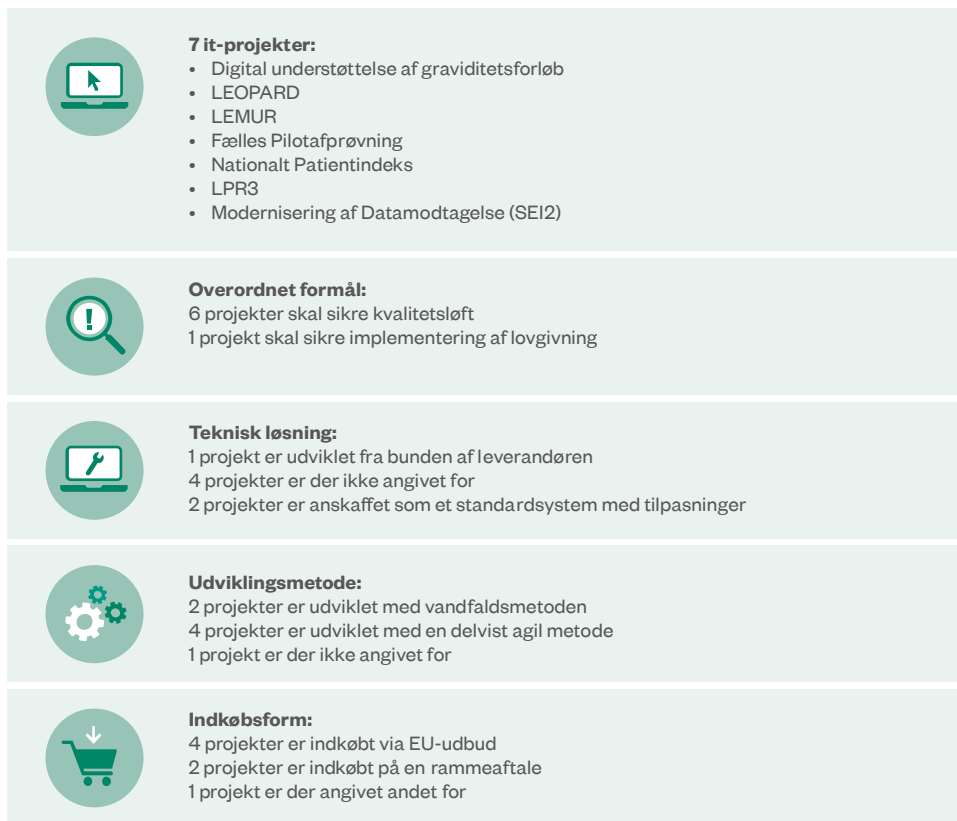 7 it-projekter:
• Digital understøttelse af graviditetsforløb
• LEOPARD
• LEMUR
• Fælles Pilotafprøvning
• Nationalt Patientindeks
• LPR3
• Modernisering af Datamodtagelse (SEI2)
Overordnet formål:
6 projekter skal sikre kvalitetsløft
1 projekt skal sikre implementering af lovgivning
Teknisk løsning:
1 projekt er udviklet fra bunden af leverandøren
4 projekter er der ikke angivet for
2 projekter er anskaffet som et standardsystem med tilpasninger
Udviklingsmetode:
2 projekter er udviklet med vandfaldsmetoden
4 projekter er udviklet med en delvist agil metode
1 projekt er der ikke angivet for
Indkøbsform:
4 projekter er indkøbt via EU-udbud
2 projekter er indkøbt på en rammeaftale
1 projekt er der angivet andet for